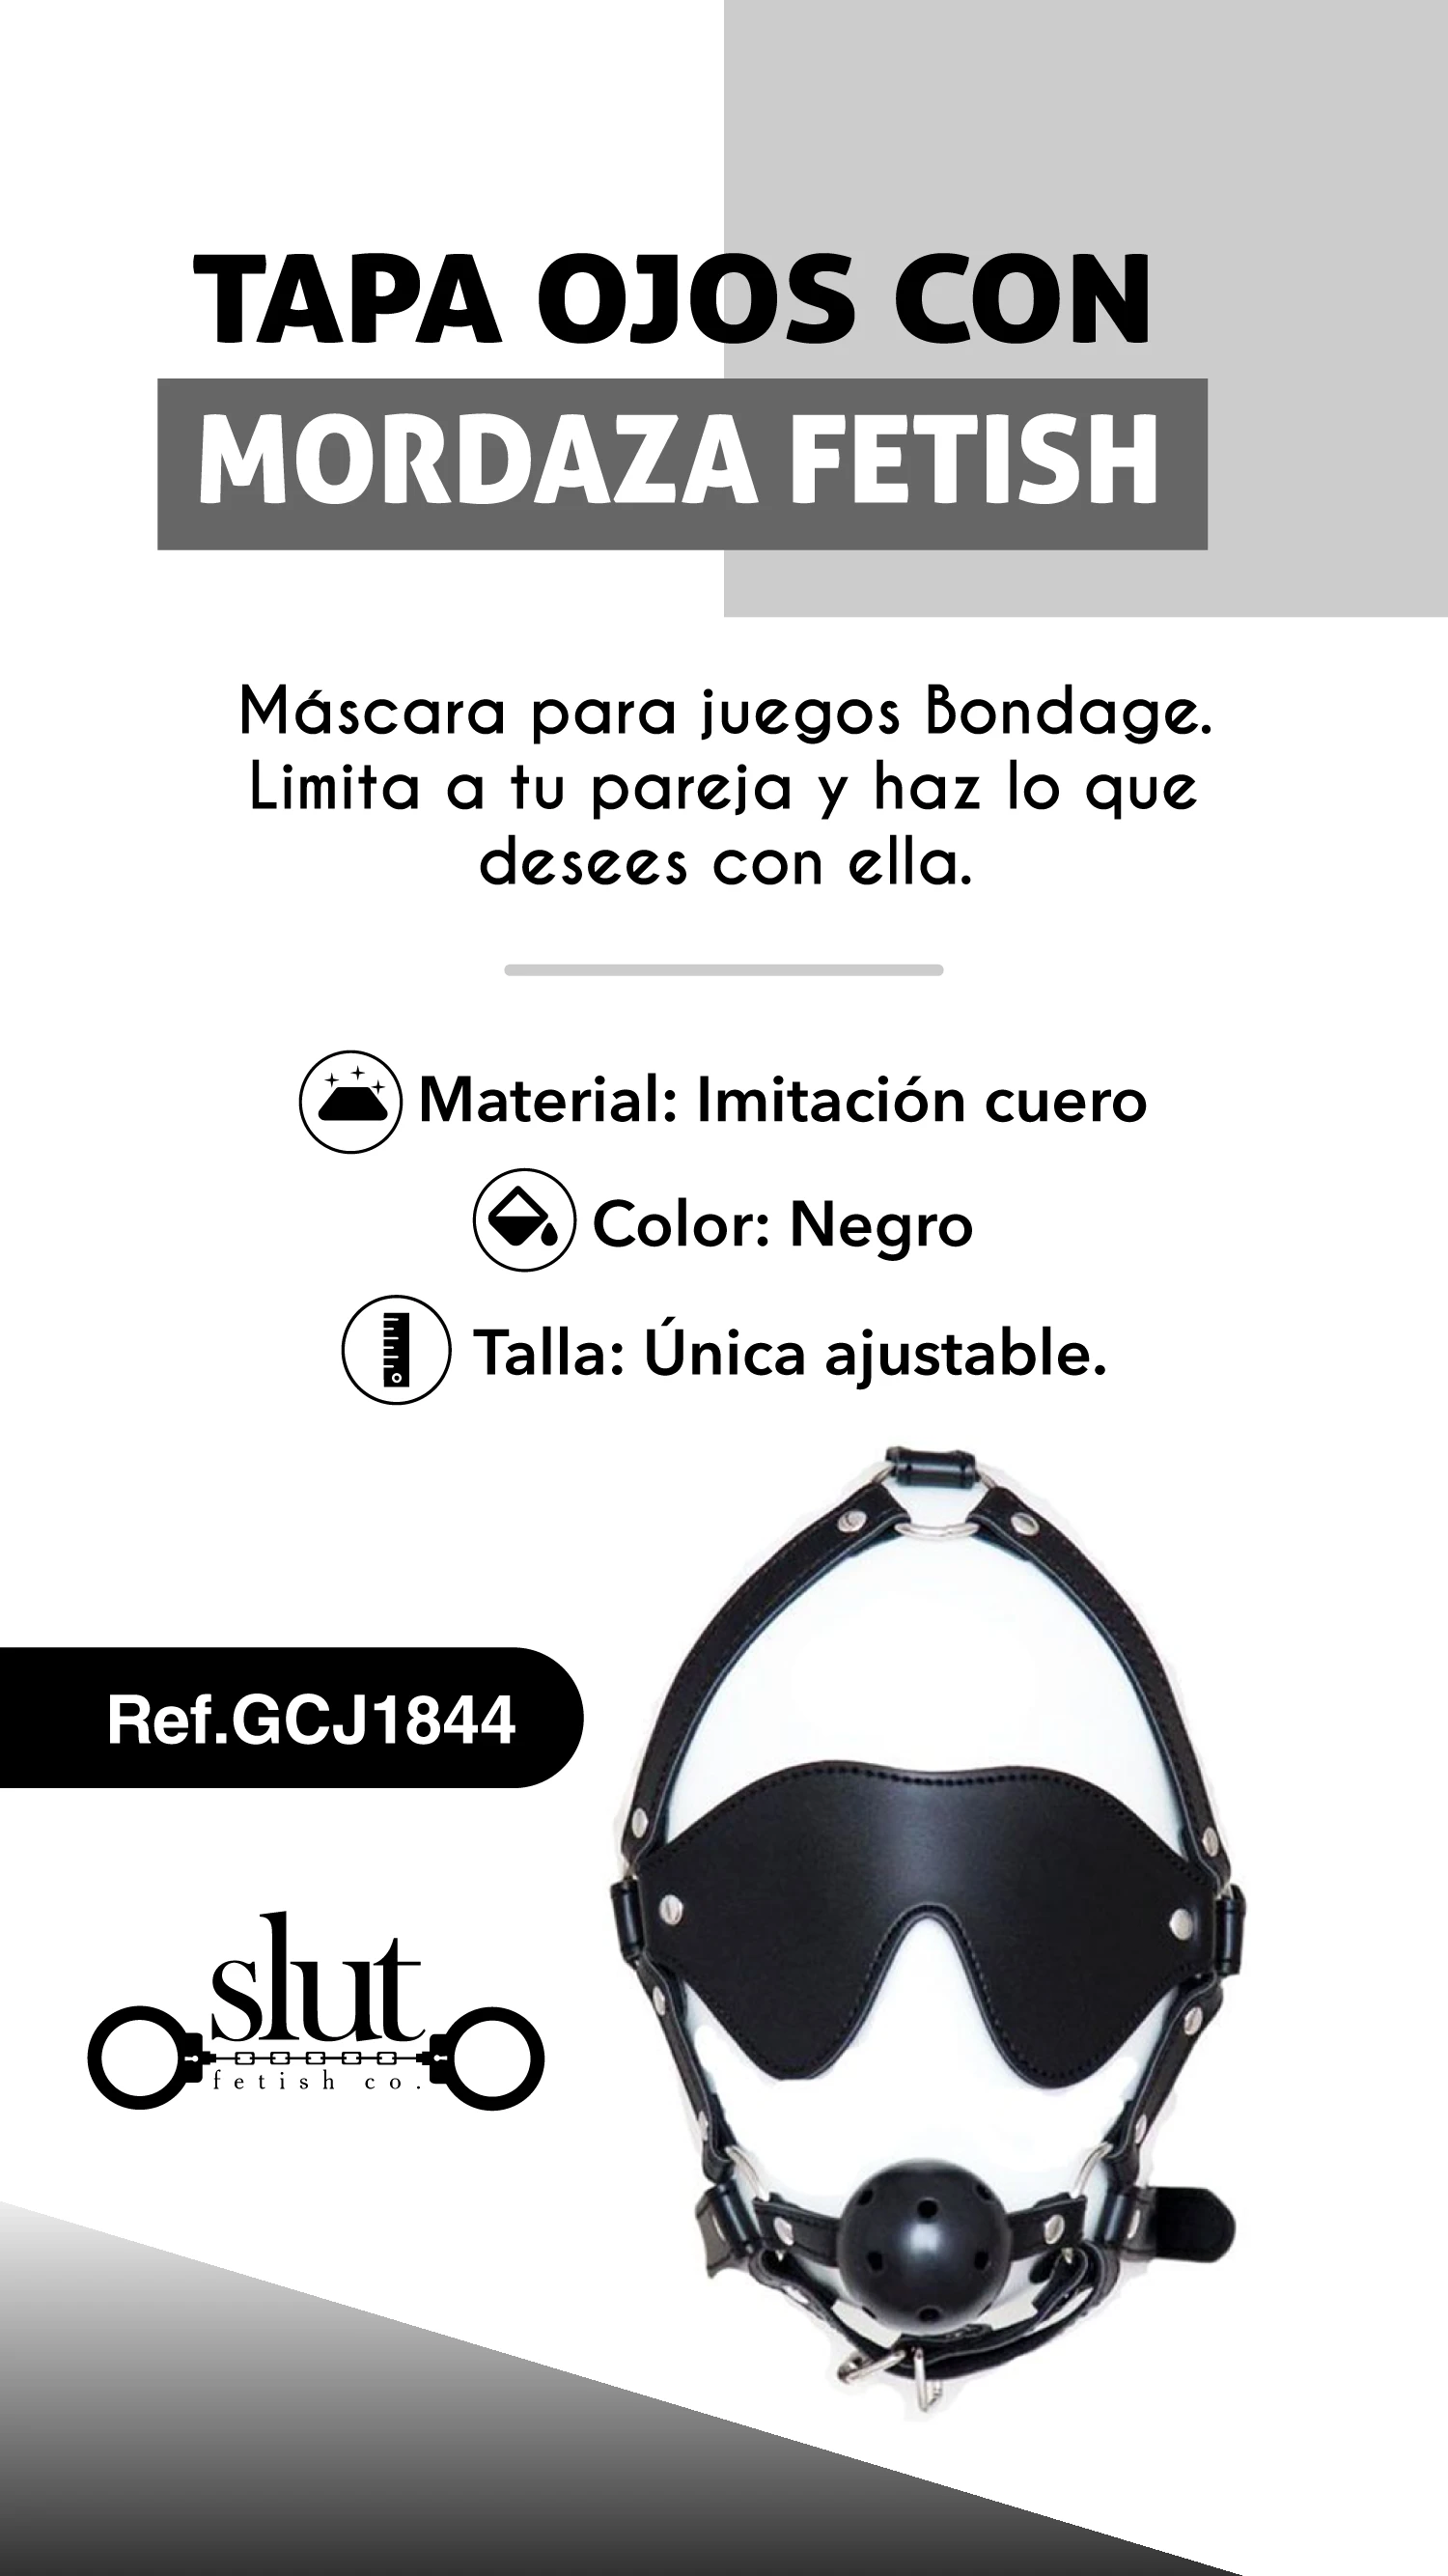 TAPA OJOS CON
MORDAZA FETISH
Máscara para juegos Bondage.
Limita a tu pareja y haz lo que
desees con ella.
Material: Imitación cuero
Color: Negro
Talla: Única ajustable.
Ref.GCJ1844
slut
fetish co.